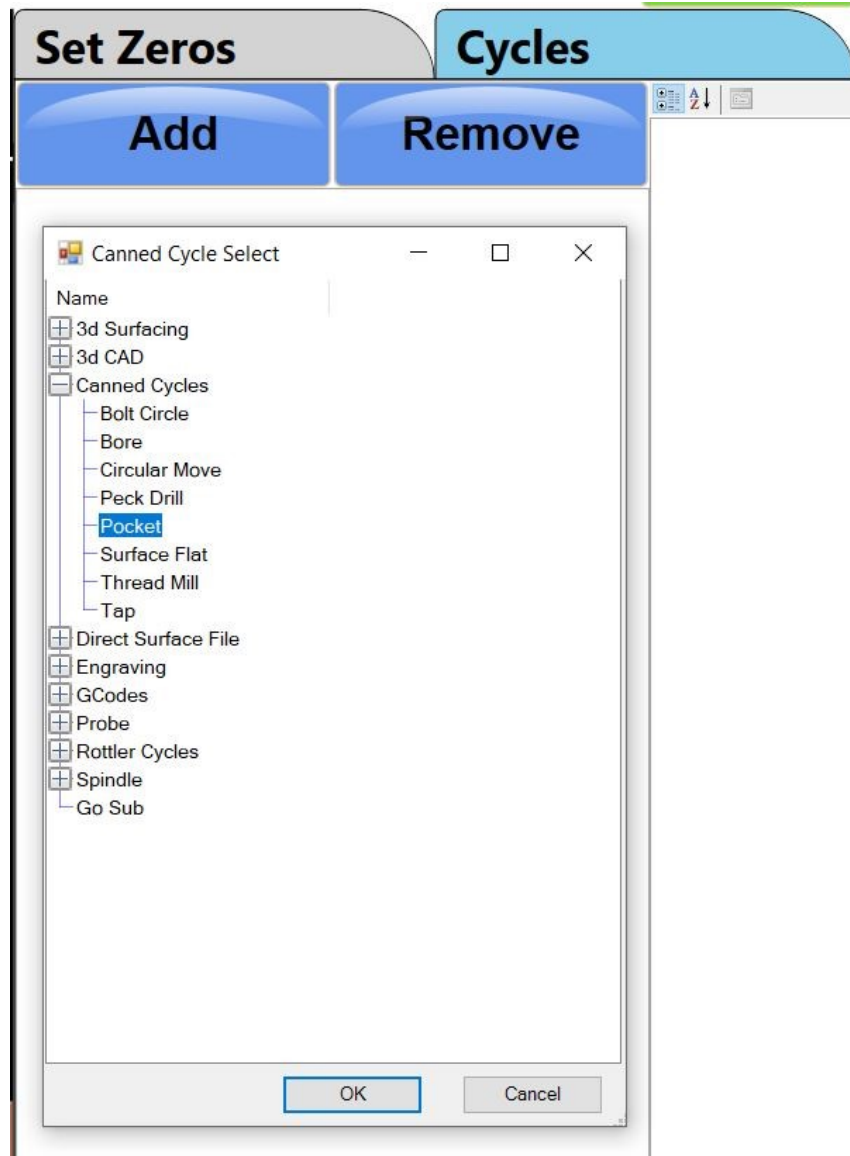 Set Zeros Cycles
Add Remove
Canned Cycle Select
Name
3d Surfacing
3d CAD
Canned Cycles
Bolt Circle
Bore
Circular Move
Peck Drill
Pocket
Surface Flat
Thread Mill
Tap
Direct Surface File
Engraving
GCodes
Probe
Rottler Cycles
Spindle
Go Sub
OK Cancel